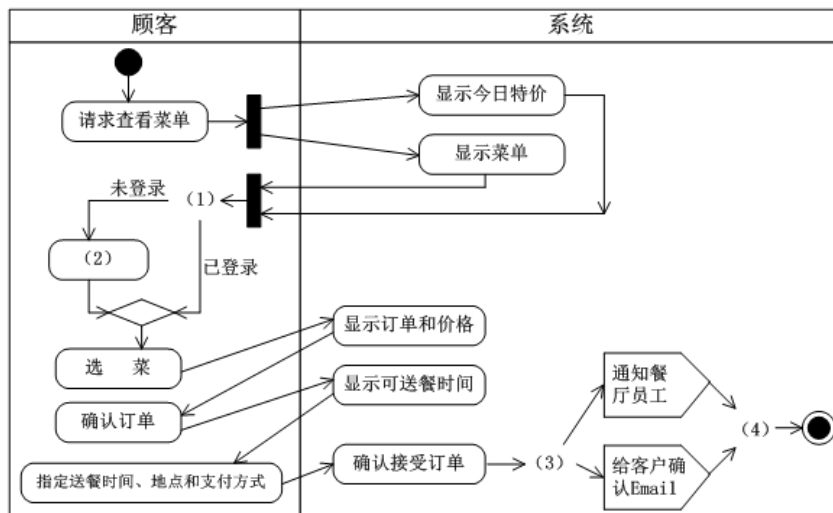 顾客
系统
显示今日特价
请求查看菜单
显示菜单
未登录
（1）
（2）
已登录
显示订单和价格
选 菜
显示可送餐时间
通知餐
厅员工
确认订单
（4）
确认接受订单
（3）
给客户确
认Email
指定送餐时间、地点和支付方式